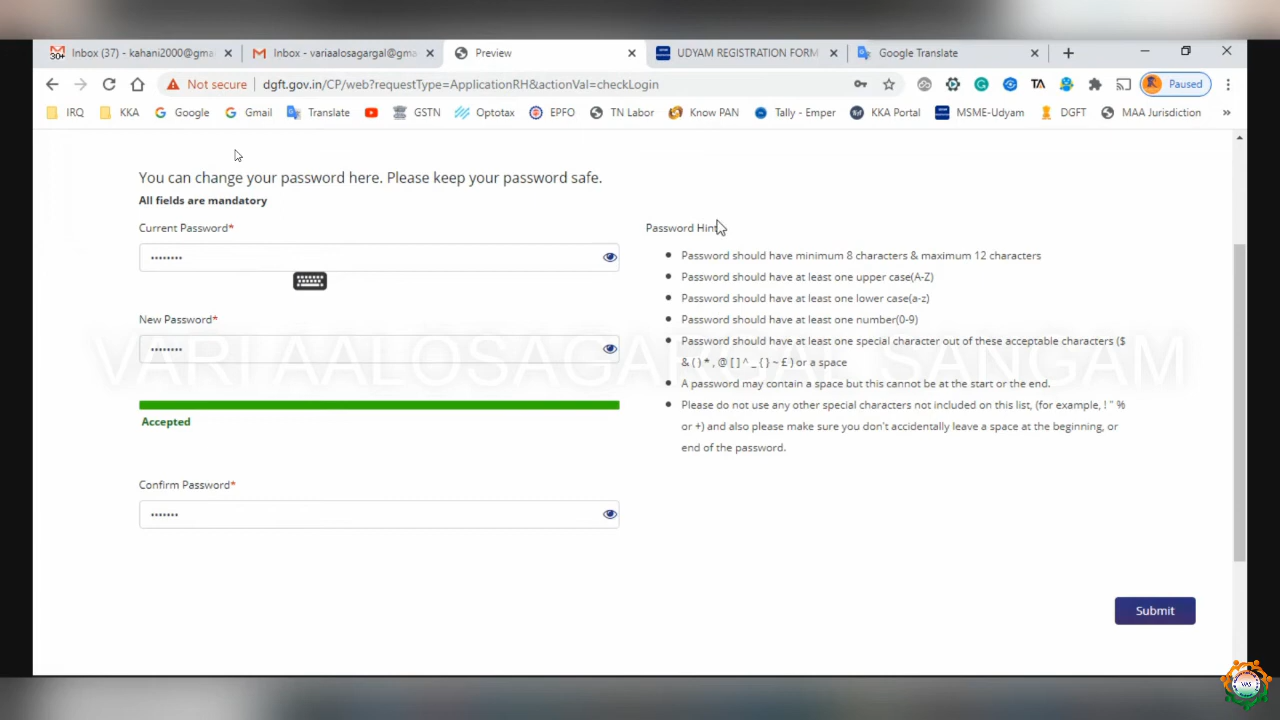 Inbox (37) - kahani2000@gma
Inbox - variaalosagargal@gma
Preview
UDYAM REGISTRATION FORM
Google Translate
Not secure
dgft.gov.in/CP/web?requestType=ApplicationRH&actionVal=checkLogin
Paused
IRQ
KKA
Google
Gmail
Translate
GSTN
Optotax
EPFO
TN Labor
Know PAN
Tally - Emper
KKA Portal
MSME-Udyam
DGFT
MAA Jurisdiction
»
You can change your password here. Please keep your password safe.
All fields are mandatory
Current Password*
••••••••
New Password*
••••••••
Accepted
Confirm Password*
•••••••
Password Hint
Password should have minimum 8 characters & maximum 12 characters
Password should have at least one upper case(A-Z)
Password should have at least one lower case(a-z)
Password should have at least one number(0-9)
Password should have at least one special character out of these acceptable characters ($
& ( ) * , @ [ ] ^ _ { } ~ £ ) or a space
A password may contain a space but this cannot be at the start or the end.
Please do not use any other special characters not included on this list, (for example, ! " %
or +) and also please make sure you don't accidentally leave a space at the beginning, or
end of the password.
Submit
VAS